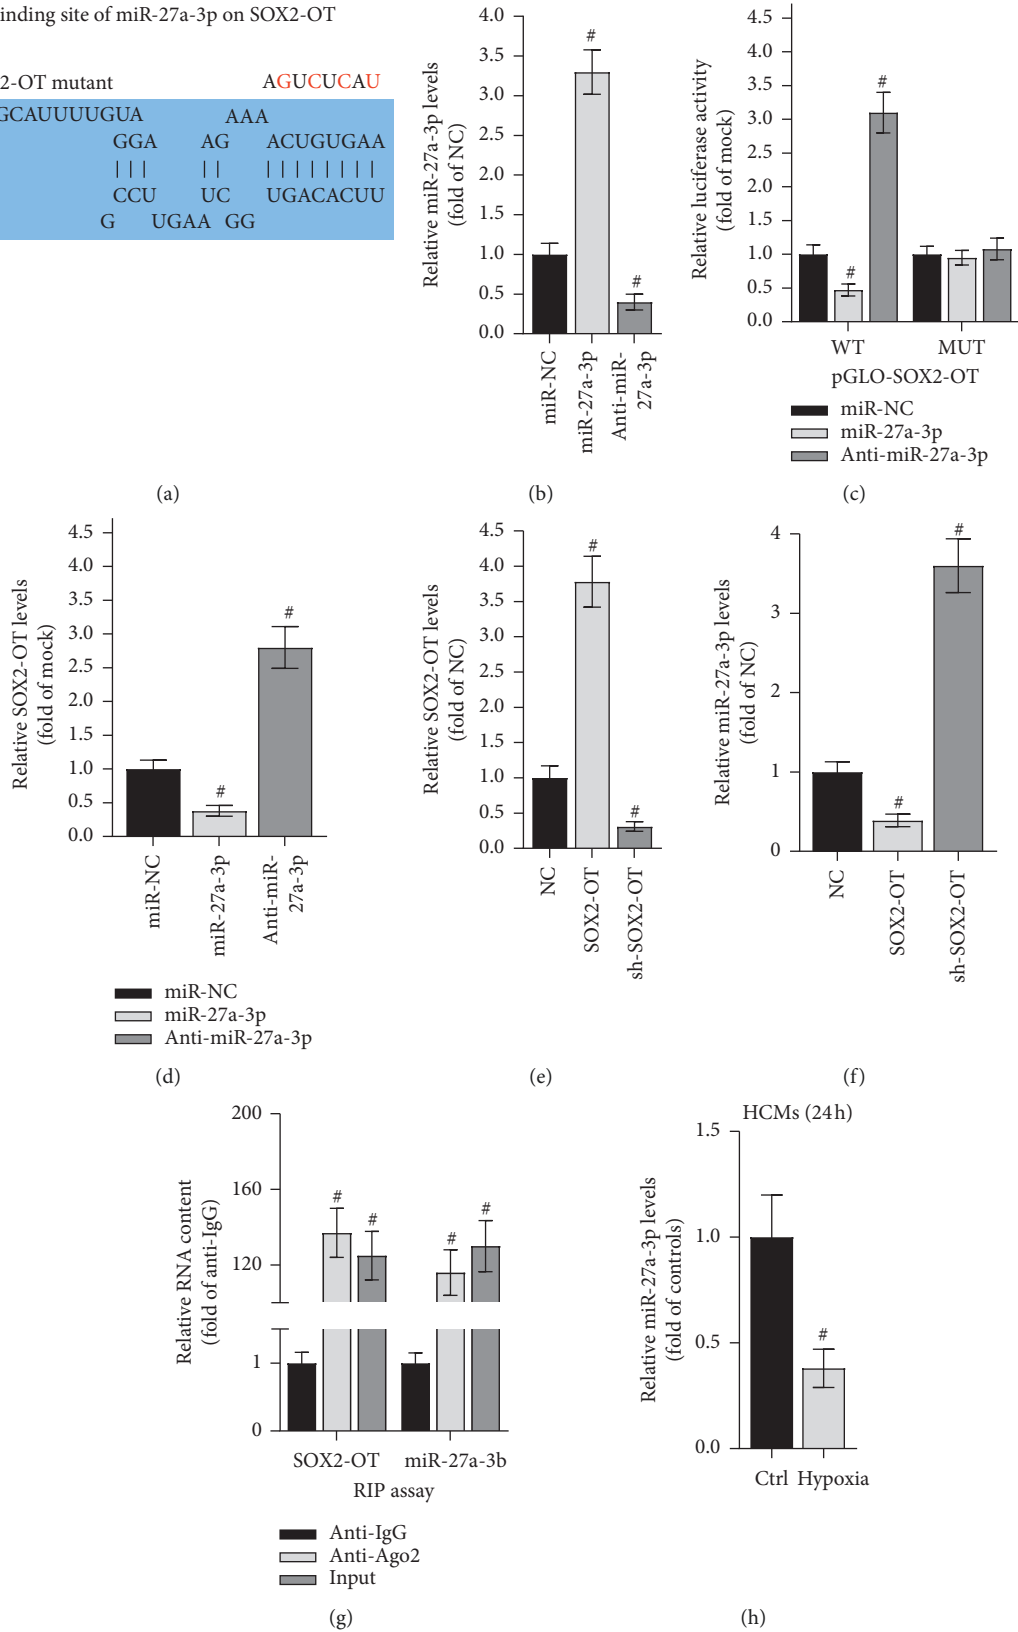 inding site of miR-27a-3p on SOX2-OT
2-OT mutant AGUCUCAU
GCAUUUUGUA AAA
GGA AG ACUGUGAA
CCU UC UGACACUU
G UGAA GG
(a)
Relative miR-27a-3p levels
(fold of NC)
4.0
3.5
3.0
2.5
2.0
1.5
1.0
0.5
0.0
# #
miR-NC
miR-27a-3p
Anti-miR-
27a-3p
(b)
Relative luciferase activity
(fold of mock)
4.5
4.0
3.5
3.0
2.5
2.0
1.5
1.0
0.5
0.0
# #
WT MUT
pGLO-SOX2-OT
miR-NC
miR-27a-3p
Anti-miR-27a-3p
(c)
Relative SOX2-OT levels
(fold of mock)
4.5
4.0
3.5
3.0
2.5
2.0
1.5
1.0
0.5
0.0
# #
miR-NC
miR-27a-3p
Anti-miR-
27a-3p
miR-NC
miR-27a-3p
Anti-miR-27a-3p
(d)
Relative SOX2-OT levels
(fold of NC)
4.5
4.0
3.5
3.0
2.5
2.0
1.5
1.0
0.5
0.0
# #
NC
SOX2-OT
sh-SOX2-OT
(e)
Relative miR-27a-3p levels
(fold of NC)
4
3
2
1
0
# #
NC
SOX2-OT
sh-SOX2-OT
(f)
Relative RNA content
(fold of anti-IgG)
200
160
120
1
0
# # # #
SOX2-OT miR-27a-3b
RIP assay
Anti-IgG
Anti-Ago2
Input
(g)
HCMs (24 h)
Relative miR-27a-3p levels
(fold of controls)
1.5
1.0
0.5
0.0
#
Ctrl Hypoxia
(h)